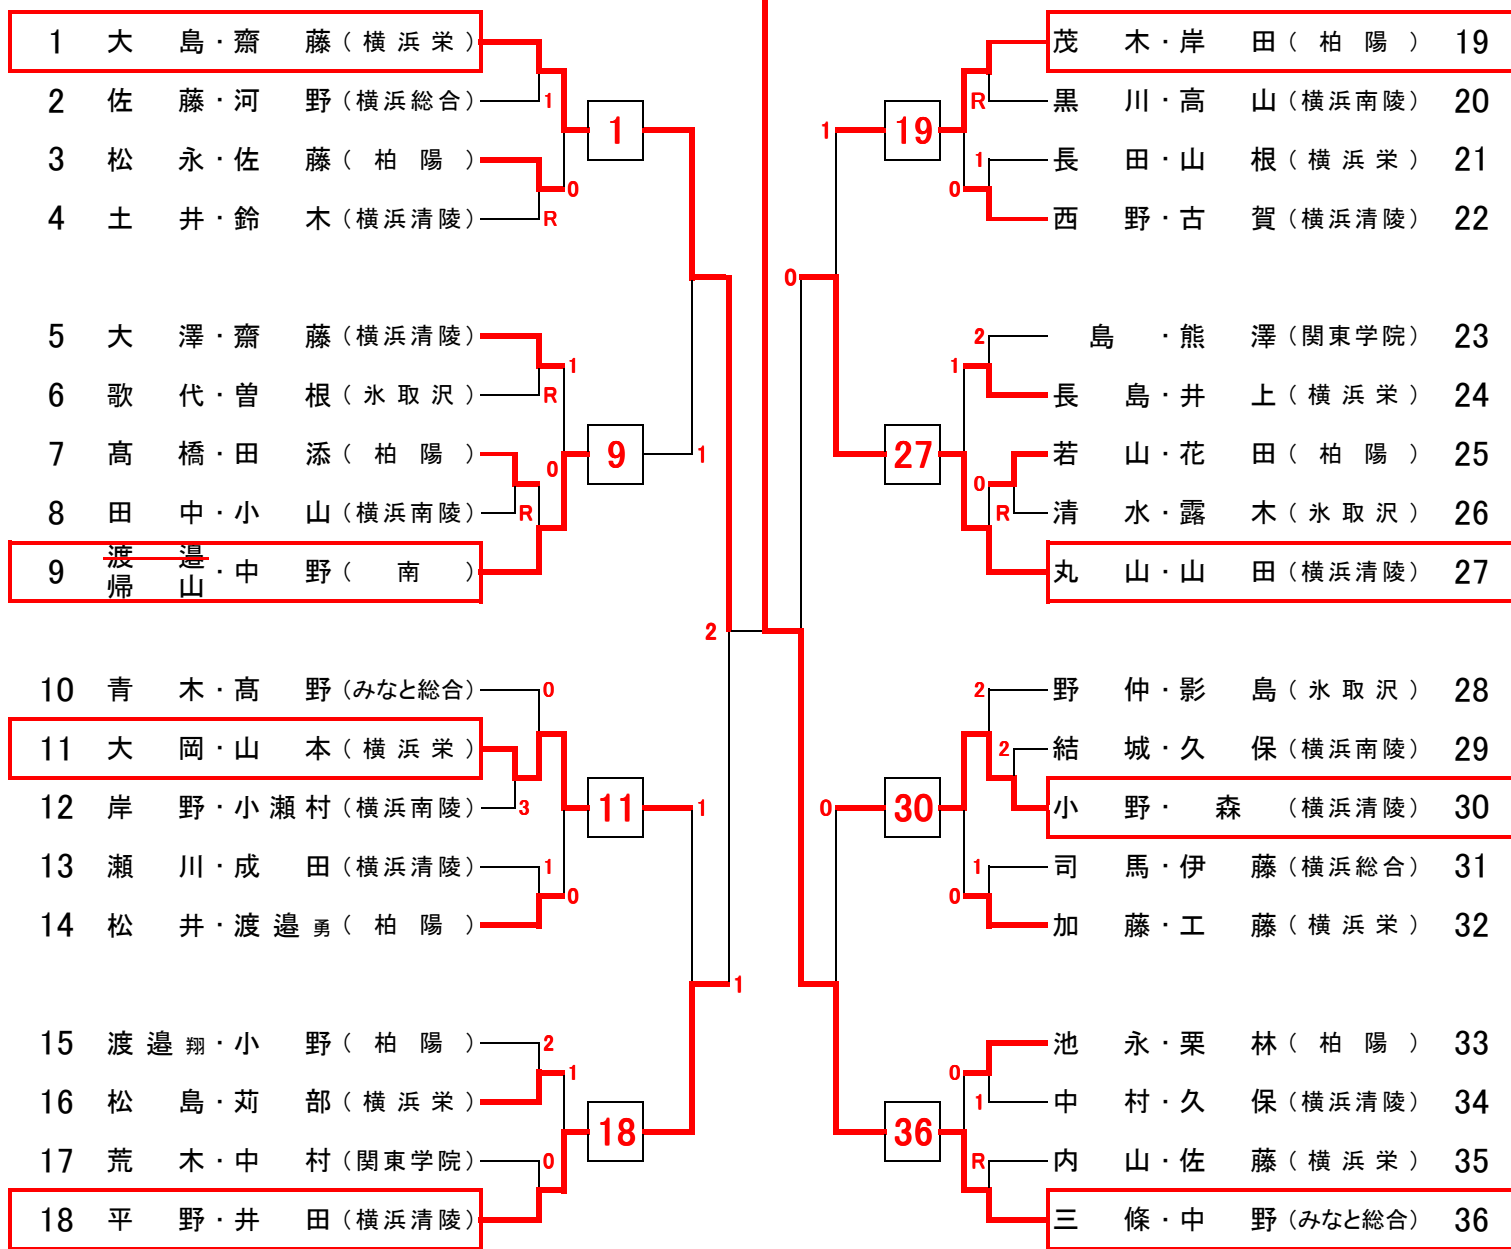 1 大島・齋藤（横浜栄）
2 佐藤・河野（横浜総合）
1
1
3 松永・佐藤（柏陽）
0
4 土井・鈴木（横浜清陵）
R
5 大澤・齋藤（横浜清陵）
1
6 歌代・曽根（氷取沢）
R
7 髙橋・田添（柏陽）
0
9
1
8 田中・小山（横浜南陵）
R
渡邉
9 帰山・中野（南）
2
10 青木・髙野（みなと総合）
0
11 大岡・山本（横浜栄）
12 岸野・小瀬村（横浜南陵）
3
11
1
13 瀬川・成田（横浜清陵）
1
0
14 松井・渡邉勇（柏陽）
1
15 渡邉翔・小野（柏陽）
2
1
16 松島・苅部（横浜栄）
18
17 荒木・中村（関東学院）
0
18 平野・井田（横浜清陵）
茂木・岸田（柏陽）19
R
黒川・高山（横浜南陵）20
1
19
1
長田・山根（横浜栄）21
0
西野・古賀（横浜清陵）22
0
2
島・熊澤（関東学院）23
1
長島・井上（横浜栄）24
27
若山・花田（柏陽）25
0
R
清水・露木（氷取沢）26
丸山・山田（横浜清陵）27
2
野仲・影島（氷取沢）28
2
結城・久保（横浜南陵）29
0
30
小野・森（横浜清陵）30
1
司馬・伊藤（横浜総合）31
0
加藤・工藤（横浜栄）32
池永・栗林（柏陽）33
0
1
中村・久保（横浜清陵）34
36
R
内山・佐藤（横浜栄）35
三條・中野（みなと総合）36